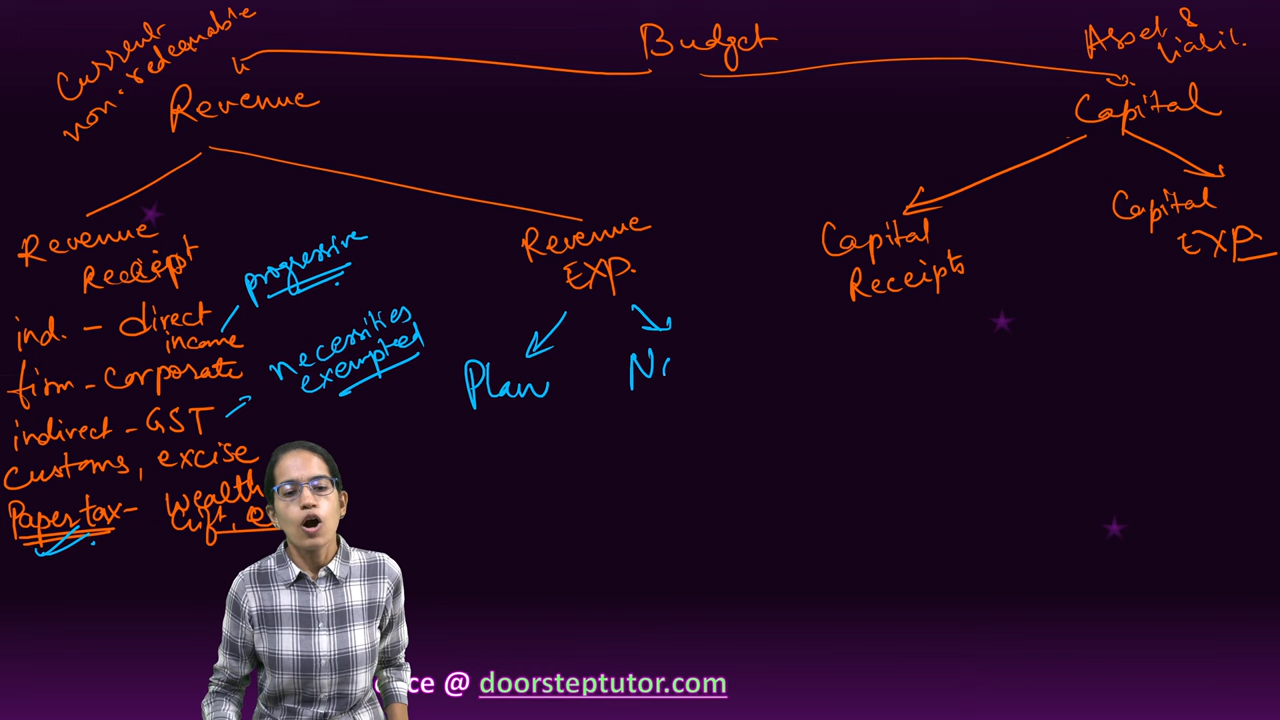 Budget
Current
non-redeemable
Revenue
Asset &
Liabil.
Capital
Revenue
Receipt
Revenue
EXP.
Capital
Receipts
Capital
EXP.
progressive
ind. - direct
income
firm - corporate
necessities
exempted
indirect - GST
Customs, excise
Paper tax - Wealth
Gift,
Plan
@ doorsteptutor.com